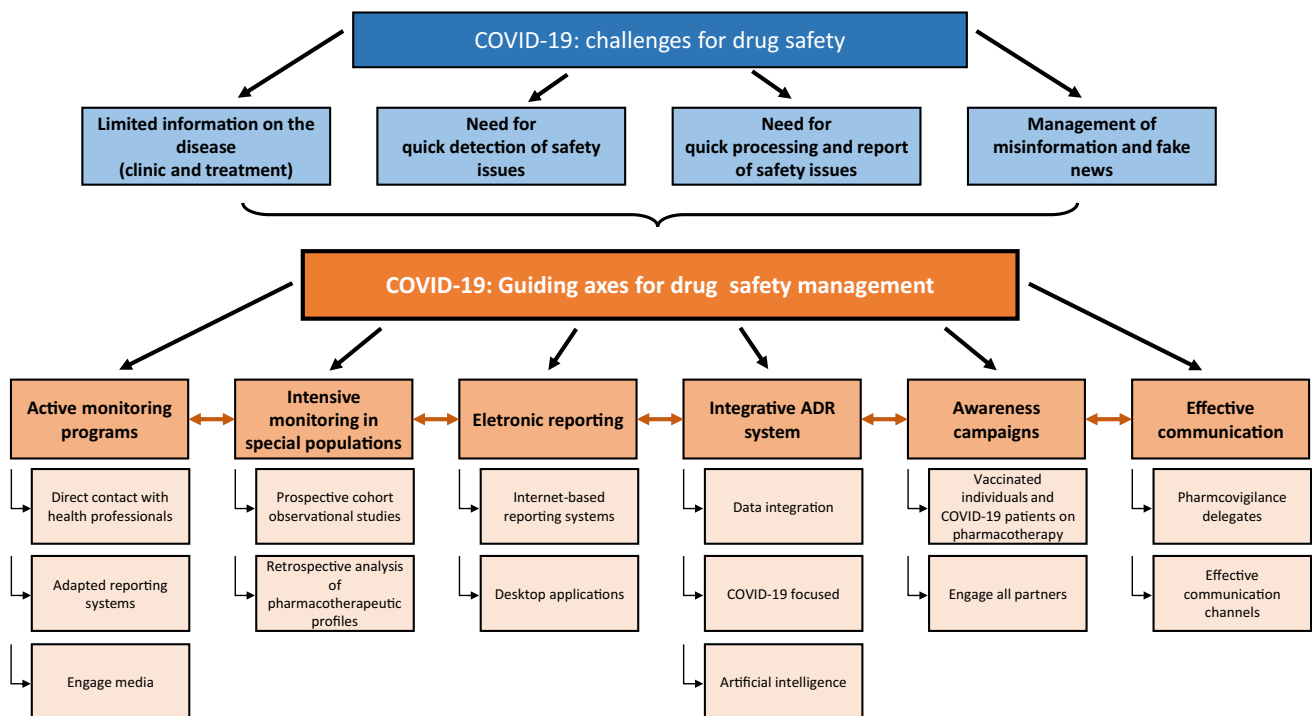 COVID-19: challenges for drug safety
Limited information on the
disease
(clinic and treatment)
Need for
quick detection of safety
issues
Need for
quick processing and report
of safety issues
Management of
misinformation and fake
news
COVID-19: Guiding axes for drug safety management
Active monitoring
programs
Intensive
monitoring in
special populations
Eletronic reporting
Integrative ADR
system
Awareness
campaigns
Effective
communication
Direct contact with
health professionals
Prospective cohort
observational studies
Internet-based
reporting systems
Data integration
Vaccinated
individuals and
COVID-19 patients on
pharmacotherapy
Pharmcovigilance
delegates
Adapted reporting
systems
Retrospective analysis
of
pharmacotherapeutic
profiles
Desktop applications
COVID-19 focused
Engage all partners
Effective
communication
channels
Engage media
Artificial intelligence